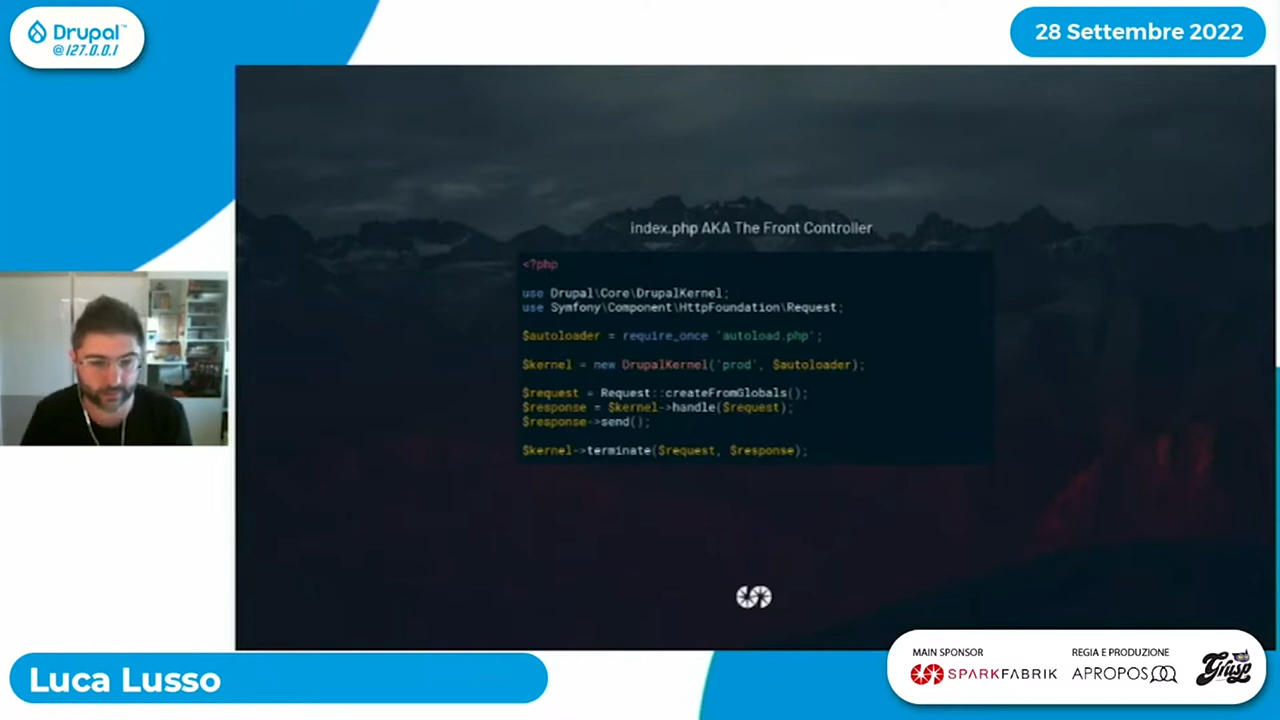 Drupal™
@127.0.0.1
28 Settembre 2022
index.php AKA The Front Controller
<?php
use Drupal\Core\DrupalKernel;
use Symfony\Component\HttpFoundation\Request;
$autoloader = require_once 'autoload.php';
$kernel = new DrupalKernel('prod', $autoloader);
$request = Request::createFromGlobals();
$response = $kernel->handle($request);
$response->send();
$kernel->terminate($request, $response);
Luca Lusso
MAIN SPONSOR
SPARKFABRIK
REGIA E PRODUZIONE
APROPOS
Grusp